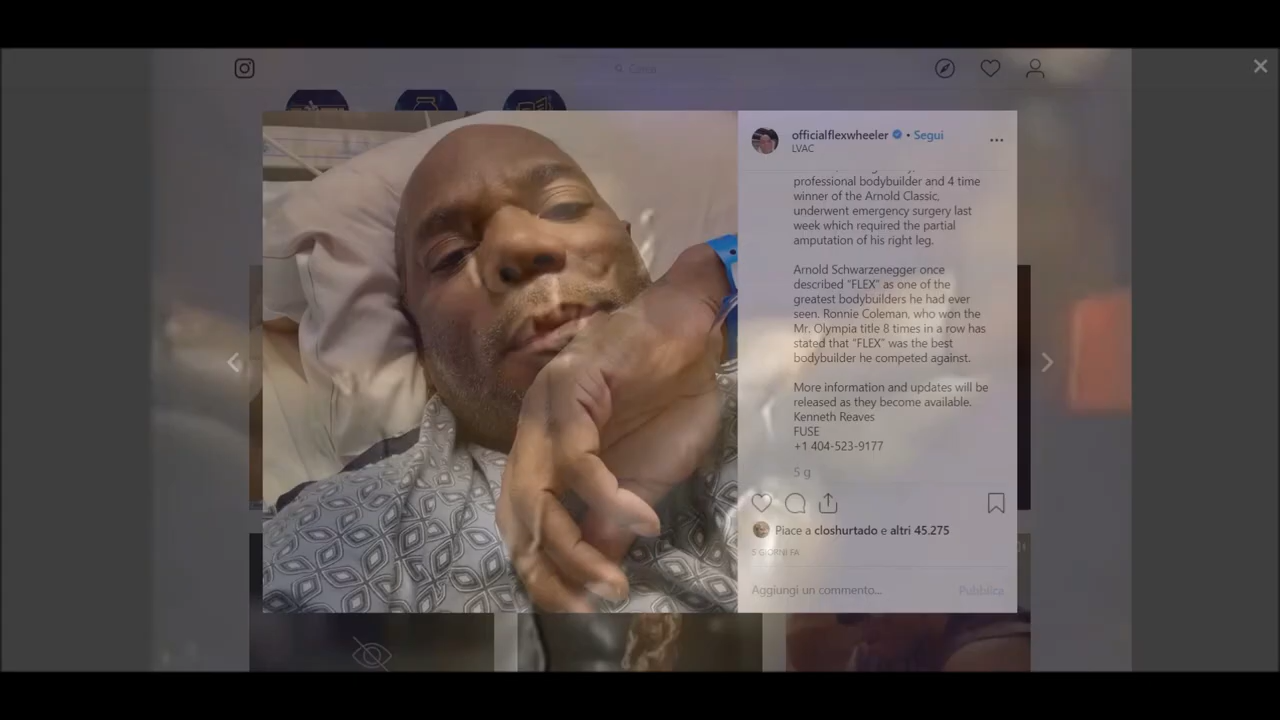 Cerca
officialflexwheeler • Segui
LVAC
professional bodybuilder and 4 time
winner of the Arnold Classic,
underwent emergency surgery last
week which required the partial
amputation of his right leg.
Arnold Schwarzenegger once
described "FLEX" as one of the
greatest bodybuilders he had ever
seen. Ronnie Coleman, who won the
Mr. Olympia title 8 times in a row has
stated that "FLEX" was the best
bodybuilder he competed against.
More information and updates will be
released as they become available.
Kenneth Reaves
FUSE
+1 404-523-9177
5 g
Piace a closhurtado e altri 45.275
5 GIORNI FA
Aggiungi un commento...
Pubblica